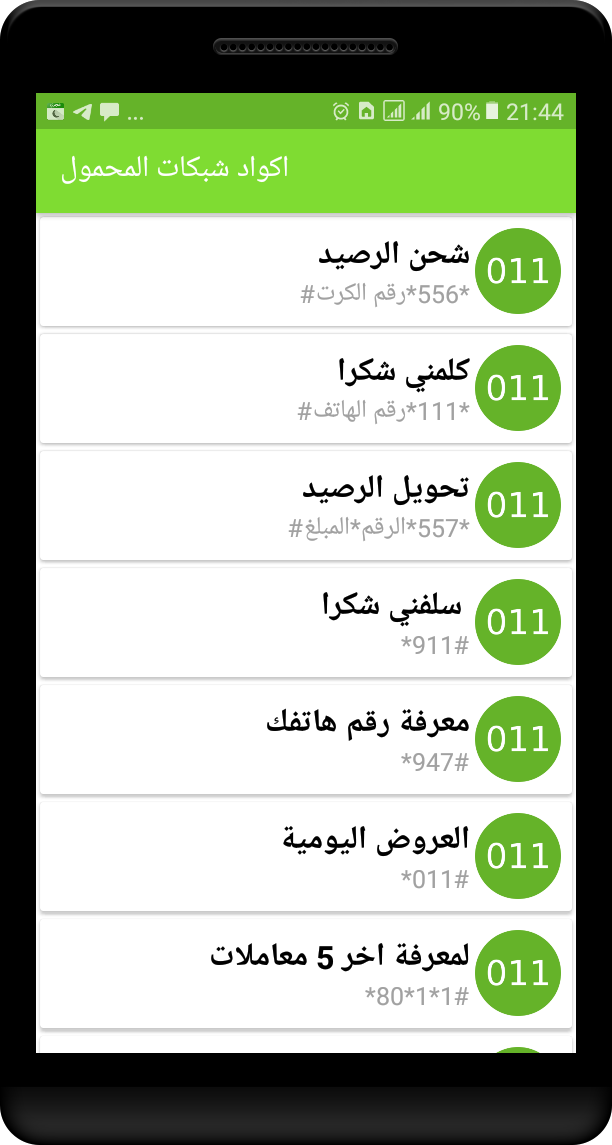 ... 90% 21:44
اكواد شبكات المحمول
011 شحن الرصيد
*556*رقم الكرت#
011 كلمني شكرا
*111*رقم الهاتف#
011 تحويل الرصيد
*557*الرقم*المبلغ#
011 سلفني شكرا
*911#
011 معرفة رقم هاتفك
*947#
011 العروض اليومية
*011#
011 لمعرفة اخر 5 معاملات
*80*1*1#